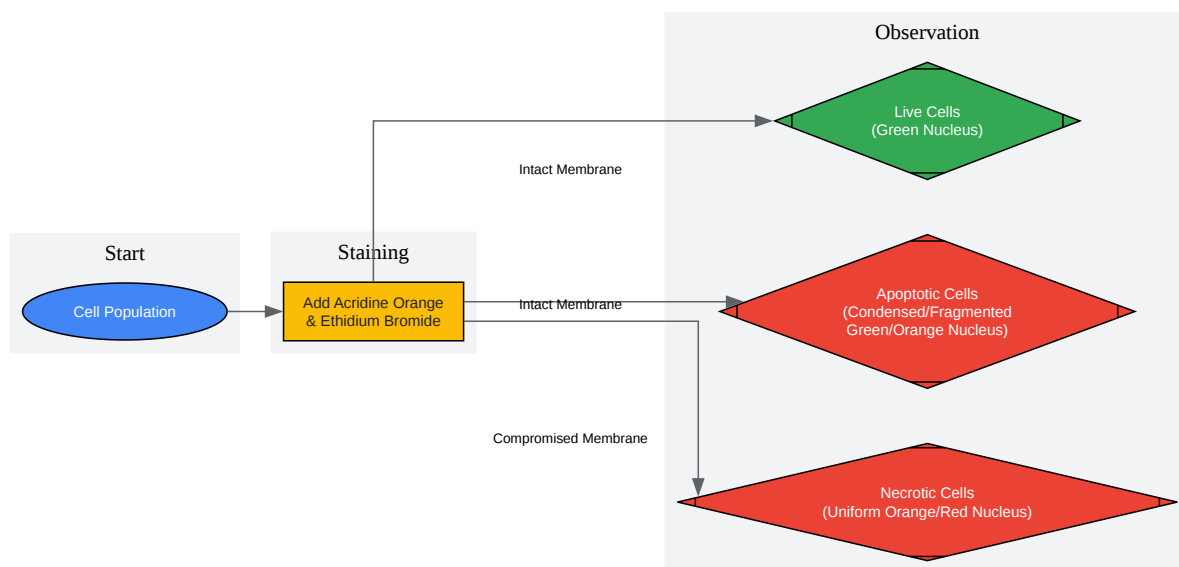 Start
Cell Population
Staining
Add Acridine Orange
& Ethidium Bromide
Intact Membrane
Intact Membrane
Compromised Membrane
Observation
Live Cells
(Green Nucleus)
Apoptotic Cells
(Condensed/Fragmented
Green/Orange Nucleus)
Necrotic Cells
(Uniform Orange/Red Nucleus)